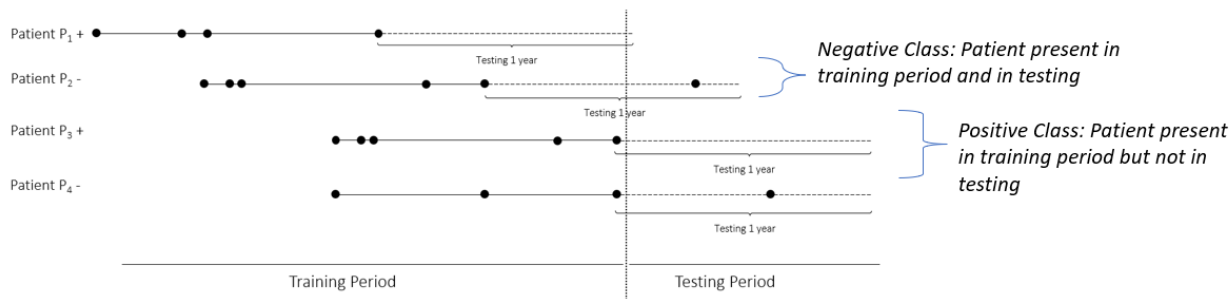 Patient P₁ +
Testing 1 year
Patient P₂ -
Testing 1 year
Negative Class: Patient present in
training period and in testing
Patient P₃ +
Testing 1 year
Positive Class: Patient present
in training period but not in
testing
Patient P₄ -
Testing 1 year
Training Period
Testing Period